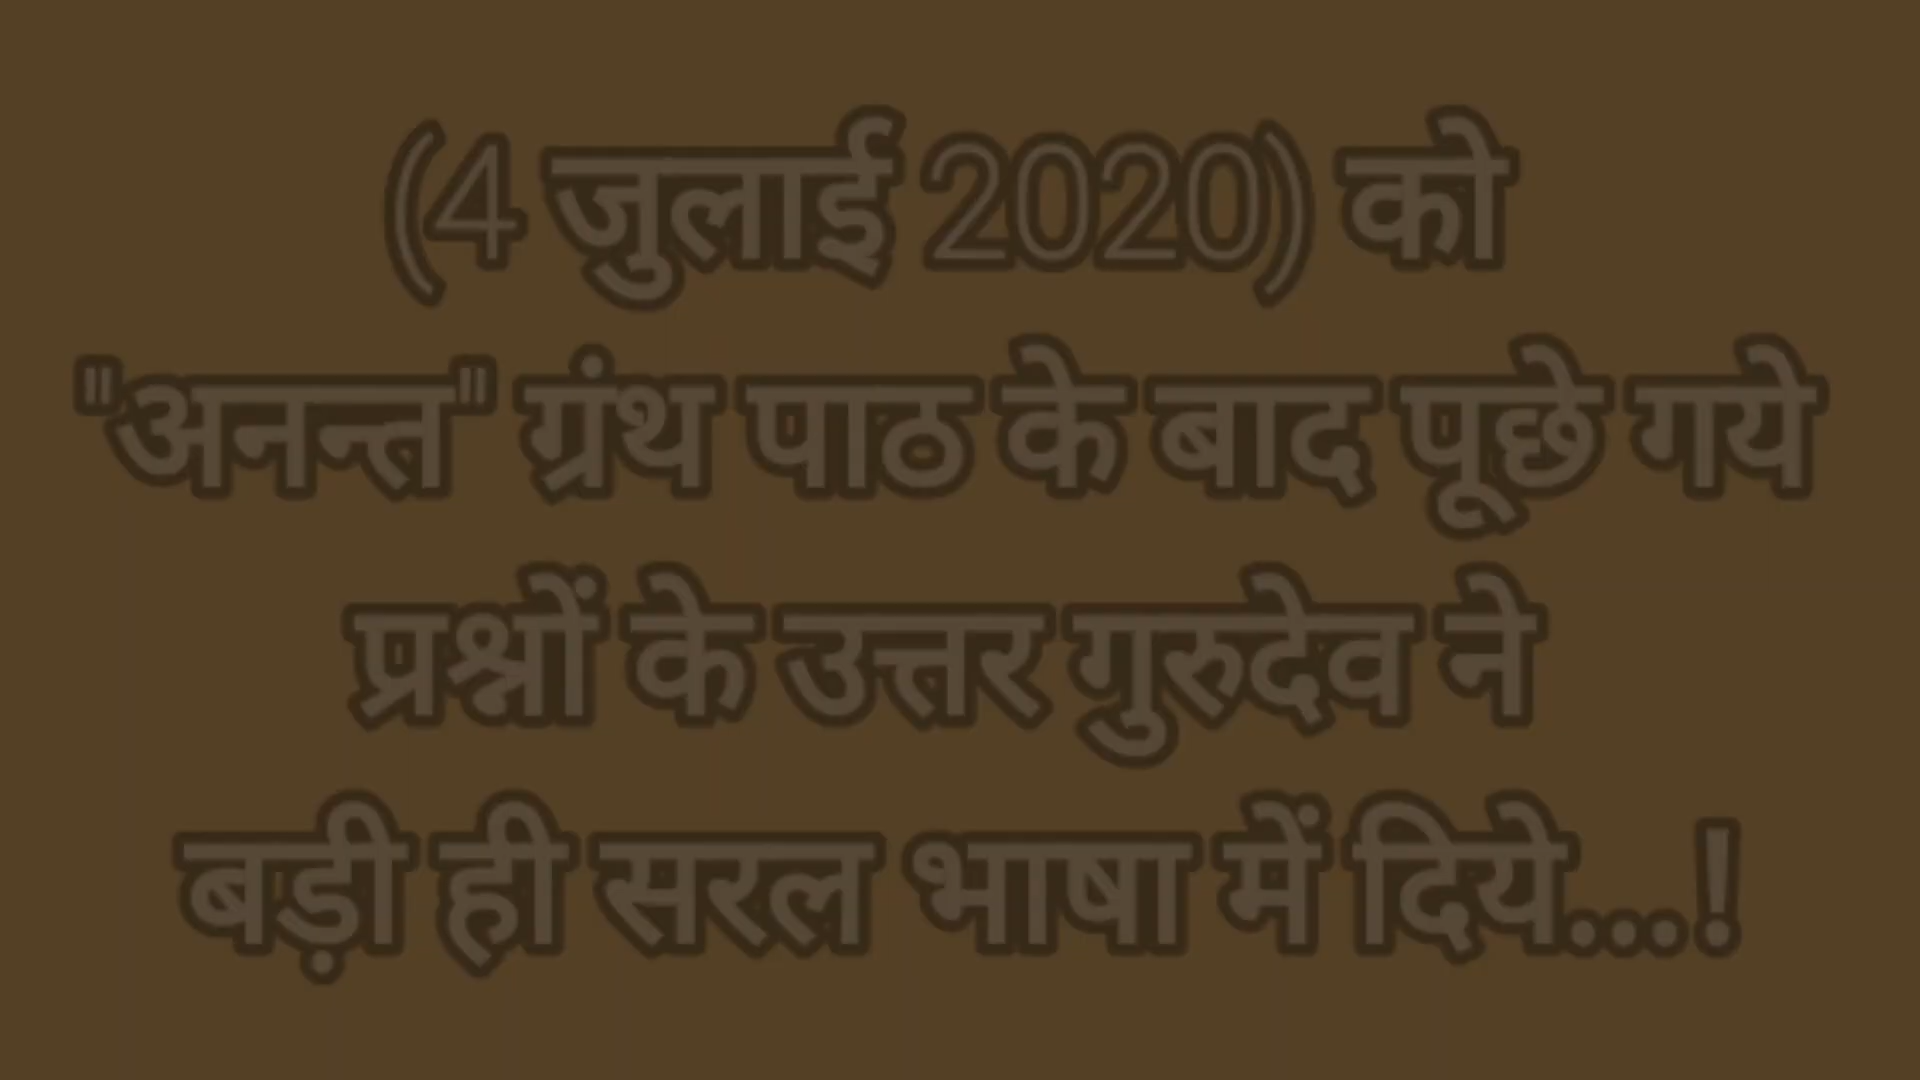 (4 जुलाई 2020) को
"अनन्त" ग्रंथ पाठ के बाद पूछे गये
प्रश्नों के उत्तर गुरुदेव ने
बड़ी ही सरल भाषा में दिये...!